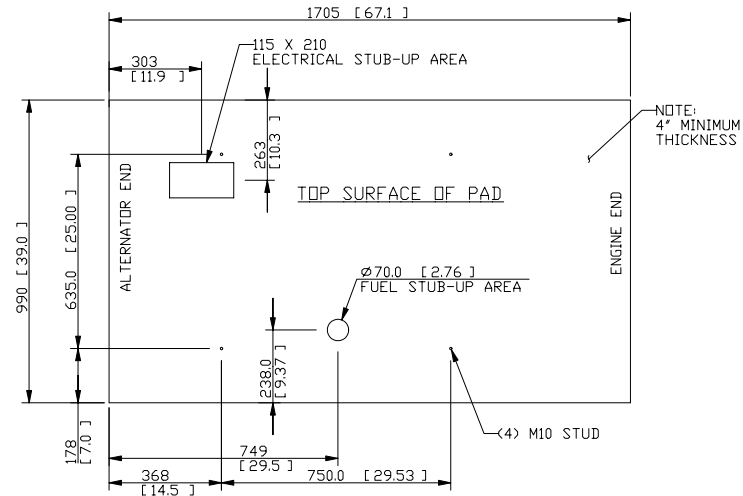 1705 [67.1]
303
[11.9]
115 X 210
ELECTRICAL STUB-UP AREA
263
[10.3]
NOTE:
4" MINIMUM
THICKNESS
TOP SURFACE OF PAD
ALTERNATOR END
ENGINE END
990 [39.0]
635.0 [25.00]
Ø70.0 [2.76]
FUEL STUB-UP AREA
238.0
[9.37]
178
[7.0]
(4) M10 STUD
749
[29.5]
368
[14.5]
750.0 [29.53]